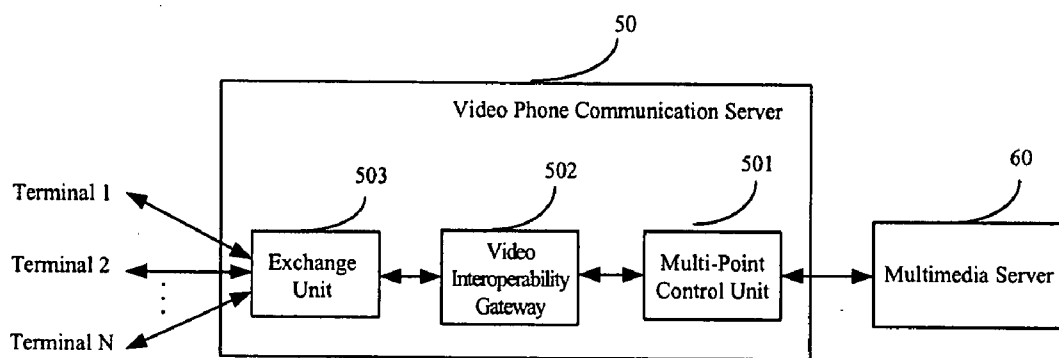 50
Video Phone Communication Server
60
503
502
501
Terminal 1
Terminal 2
Terminal N
Exchange
Unit
Video
Interoperability
Gateway
Multi-Point
Control Unit
Multimedia Server